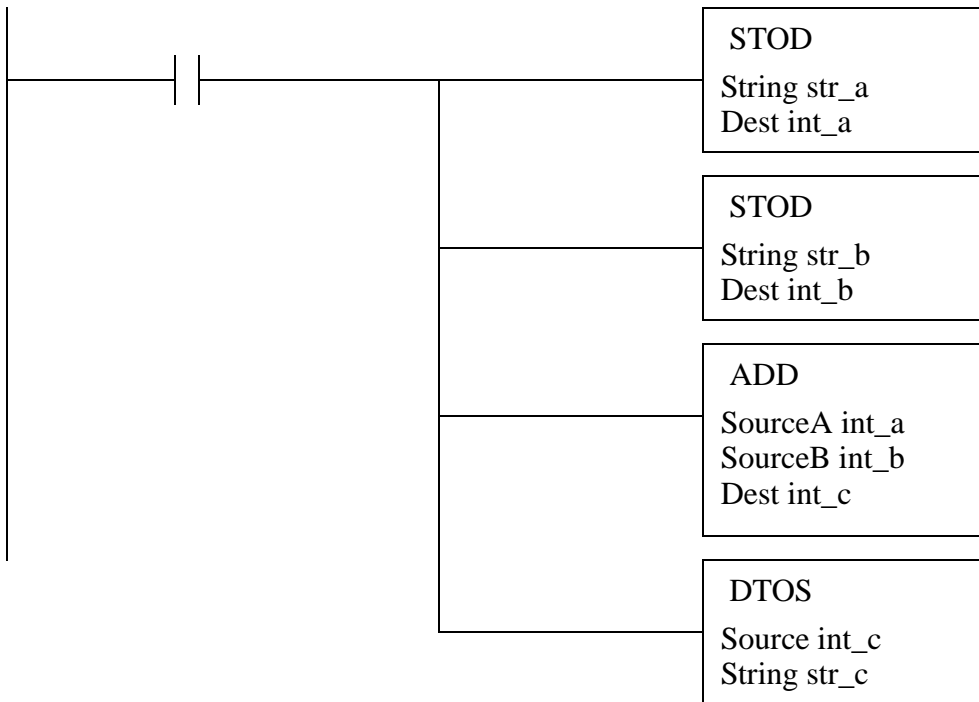 STOD
String str_a
Dest int_a
STOD
String str_b
Dest int_b
ADD
SourceA int_a
SourceB int_b
Dest int_c
DTOS
Source int_c
String str_c